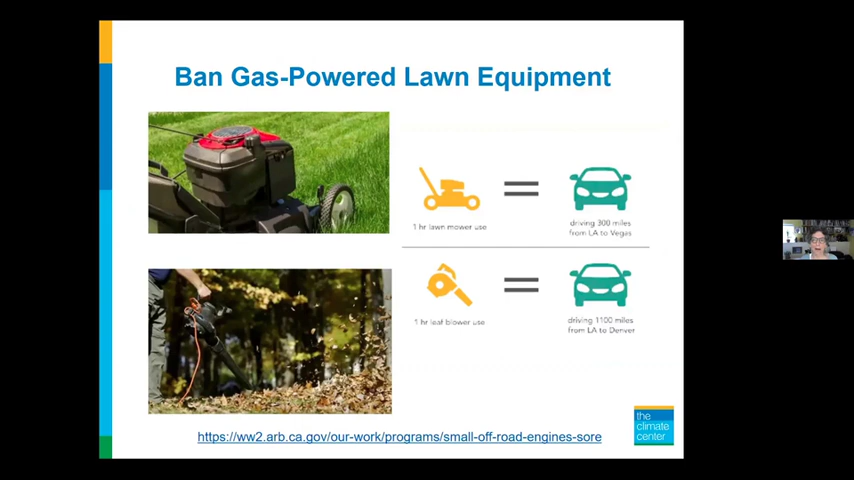 Ban Gas-Powered Lawn Equipment
1 hr lawn mower use
driving 300 miles
from LA to Vegas
1 hr leaf blower use
driving 1100 miles
from LA to Denver
https://ww2.arb.ca.gov/our-work/programs/small-off-road-engines-sore
the
climate
center